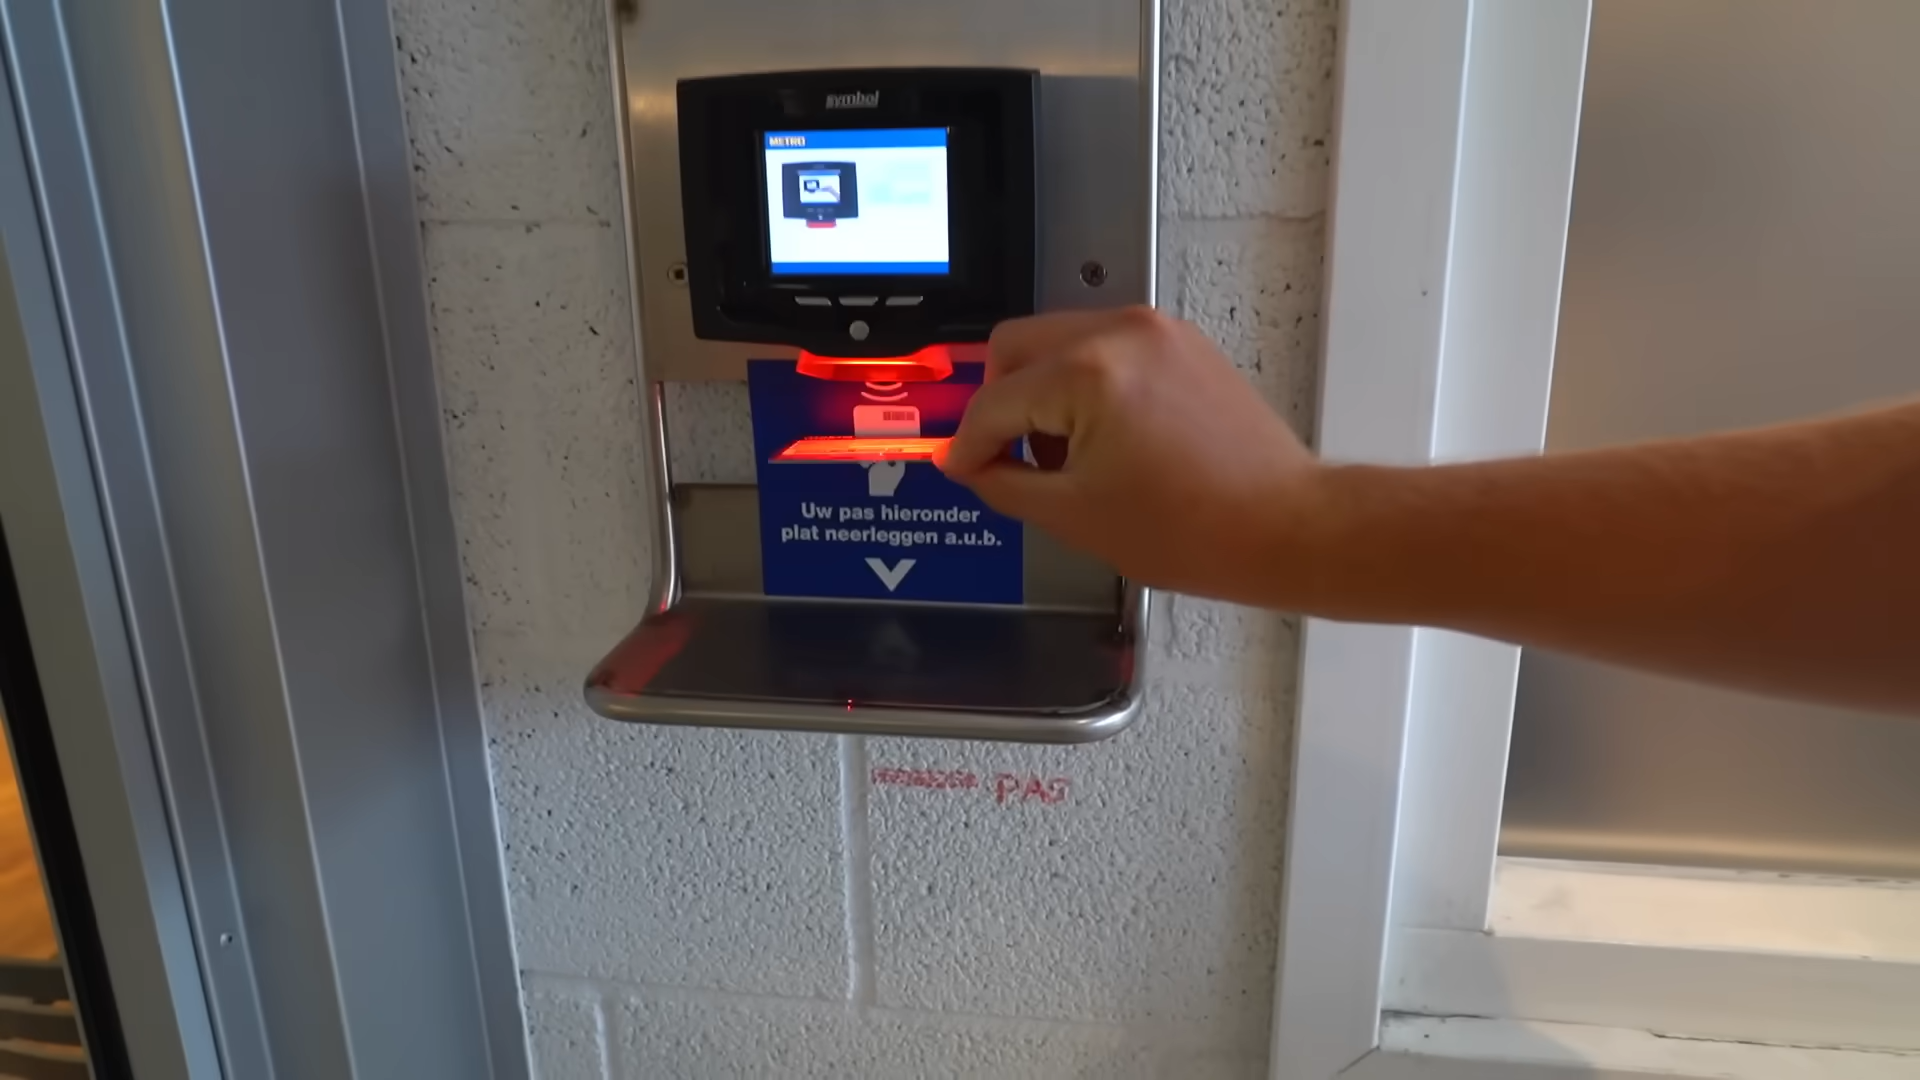 symbol
METRO
Uw pas hieronder
plat neerleggen a.u.b.
PAS